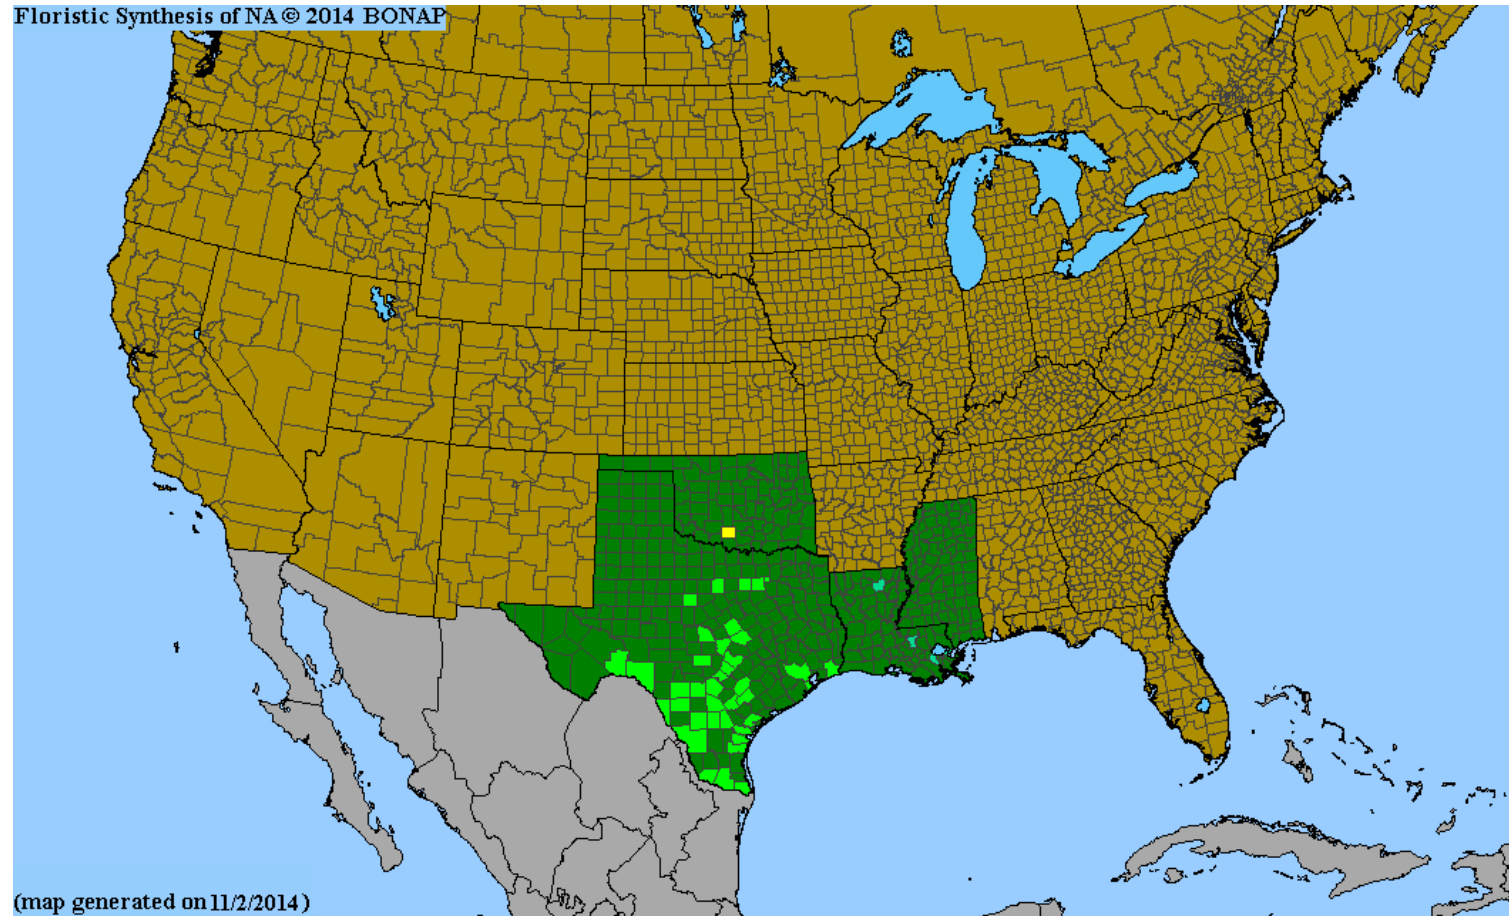 Floristic Synthesis of NA © 2014 BONAP
(map generated on 11/2/2014 )